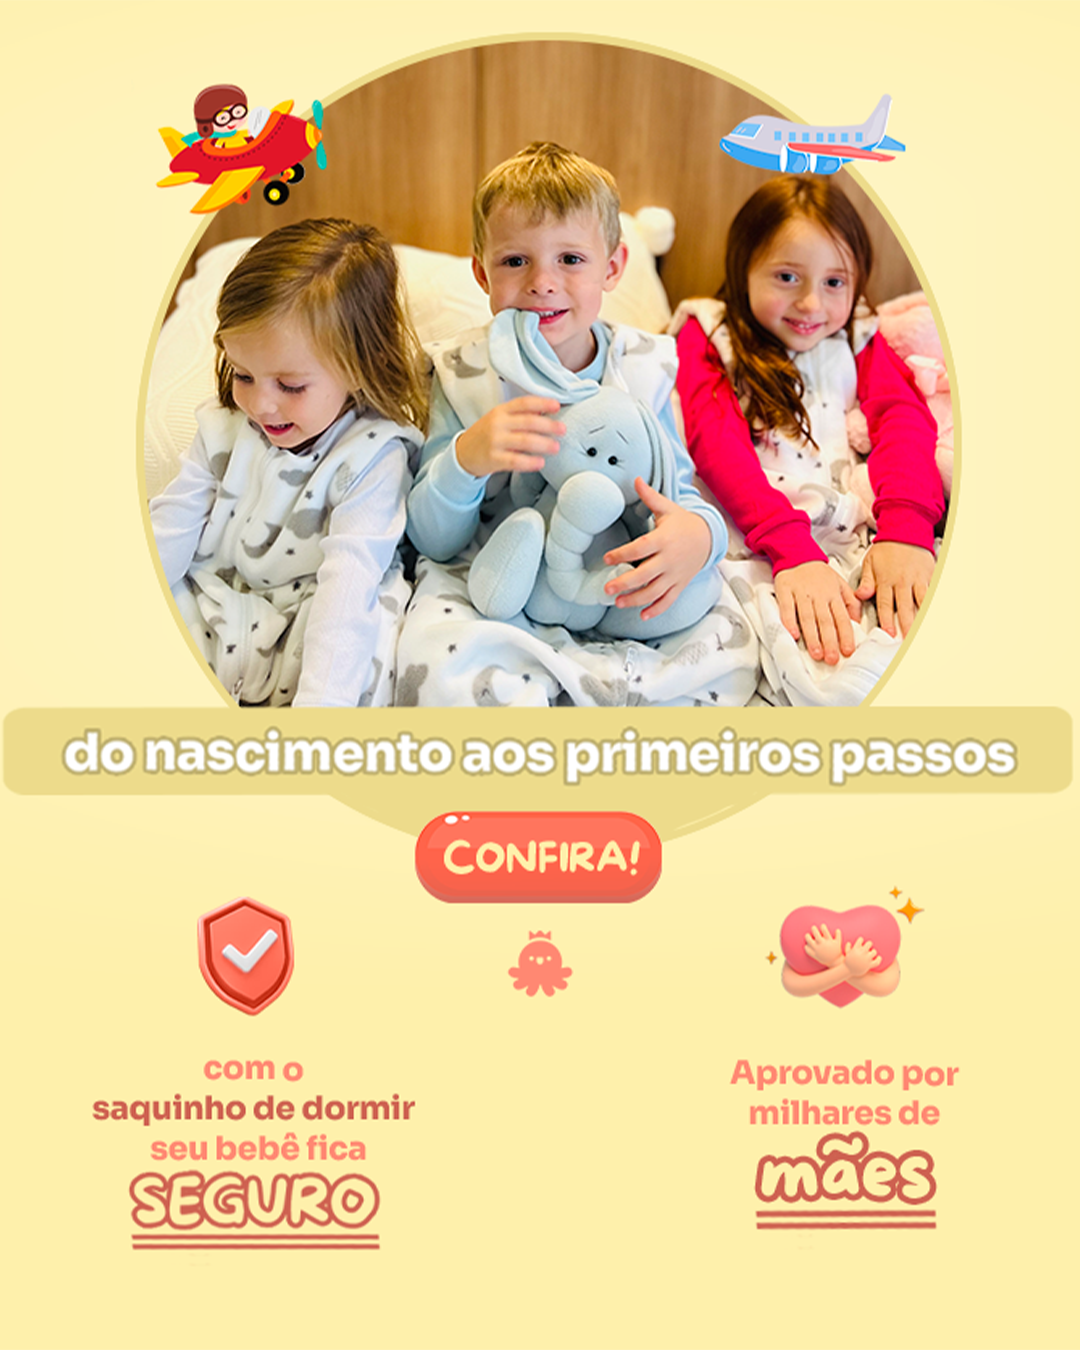 do nascimento aos primeiros passos
CONFIRA!
com o
saquinho de dormir
seu bebê fica
SEGURO
Aprovado por
milhares de
mães